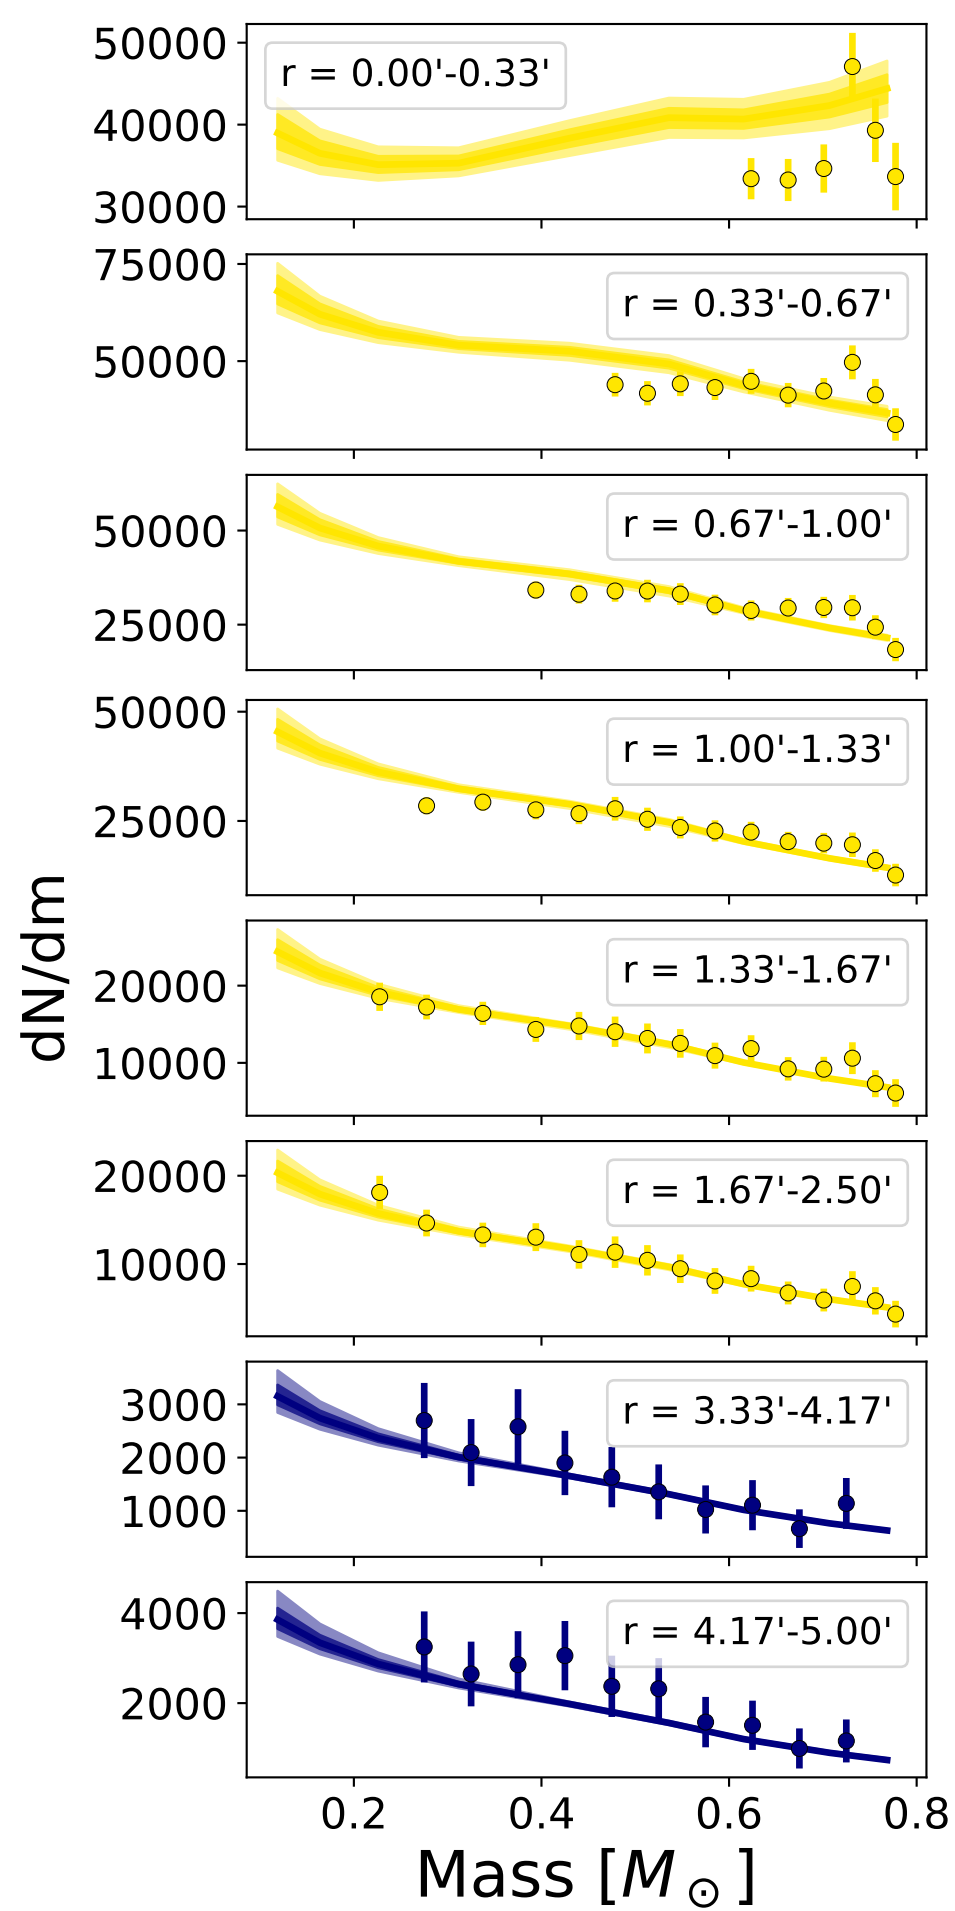 50000
40000
30000
r = 0.00'-0.33'
75000
50000
r = 0.33'-0.67'
50000
25000
r = 0.67'-1.00'
50000
25000
r = 1.00'-1.33'
dN/dm
20000
10000
r = 1.33'-1.67'
20000
10000
r = 1.67'-2.50'
3000
2000
1000
r = 3.33'-4.17'
4000
2000
r = 4.17'-5.00'
0.2 0.4 0.6 0.8
Mass [M⊙]